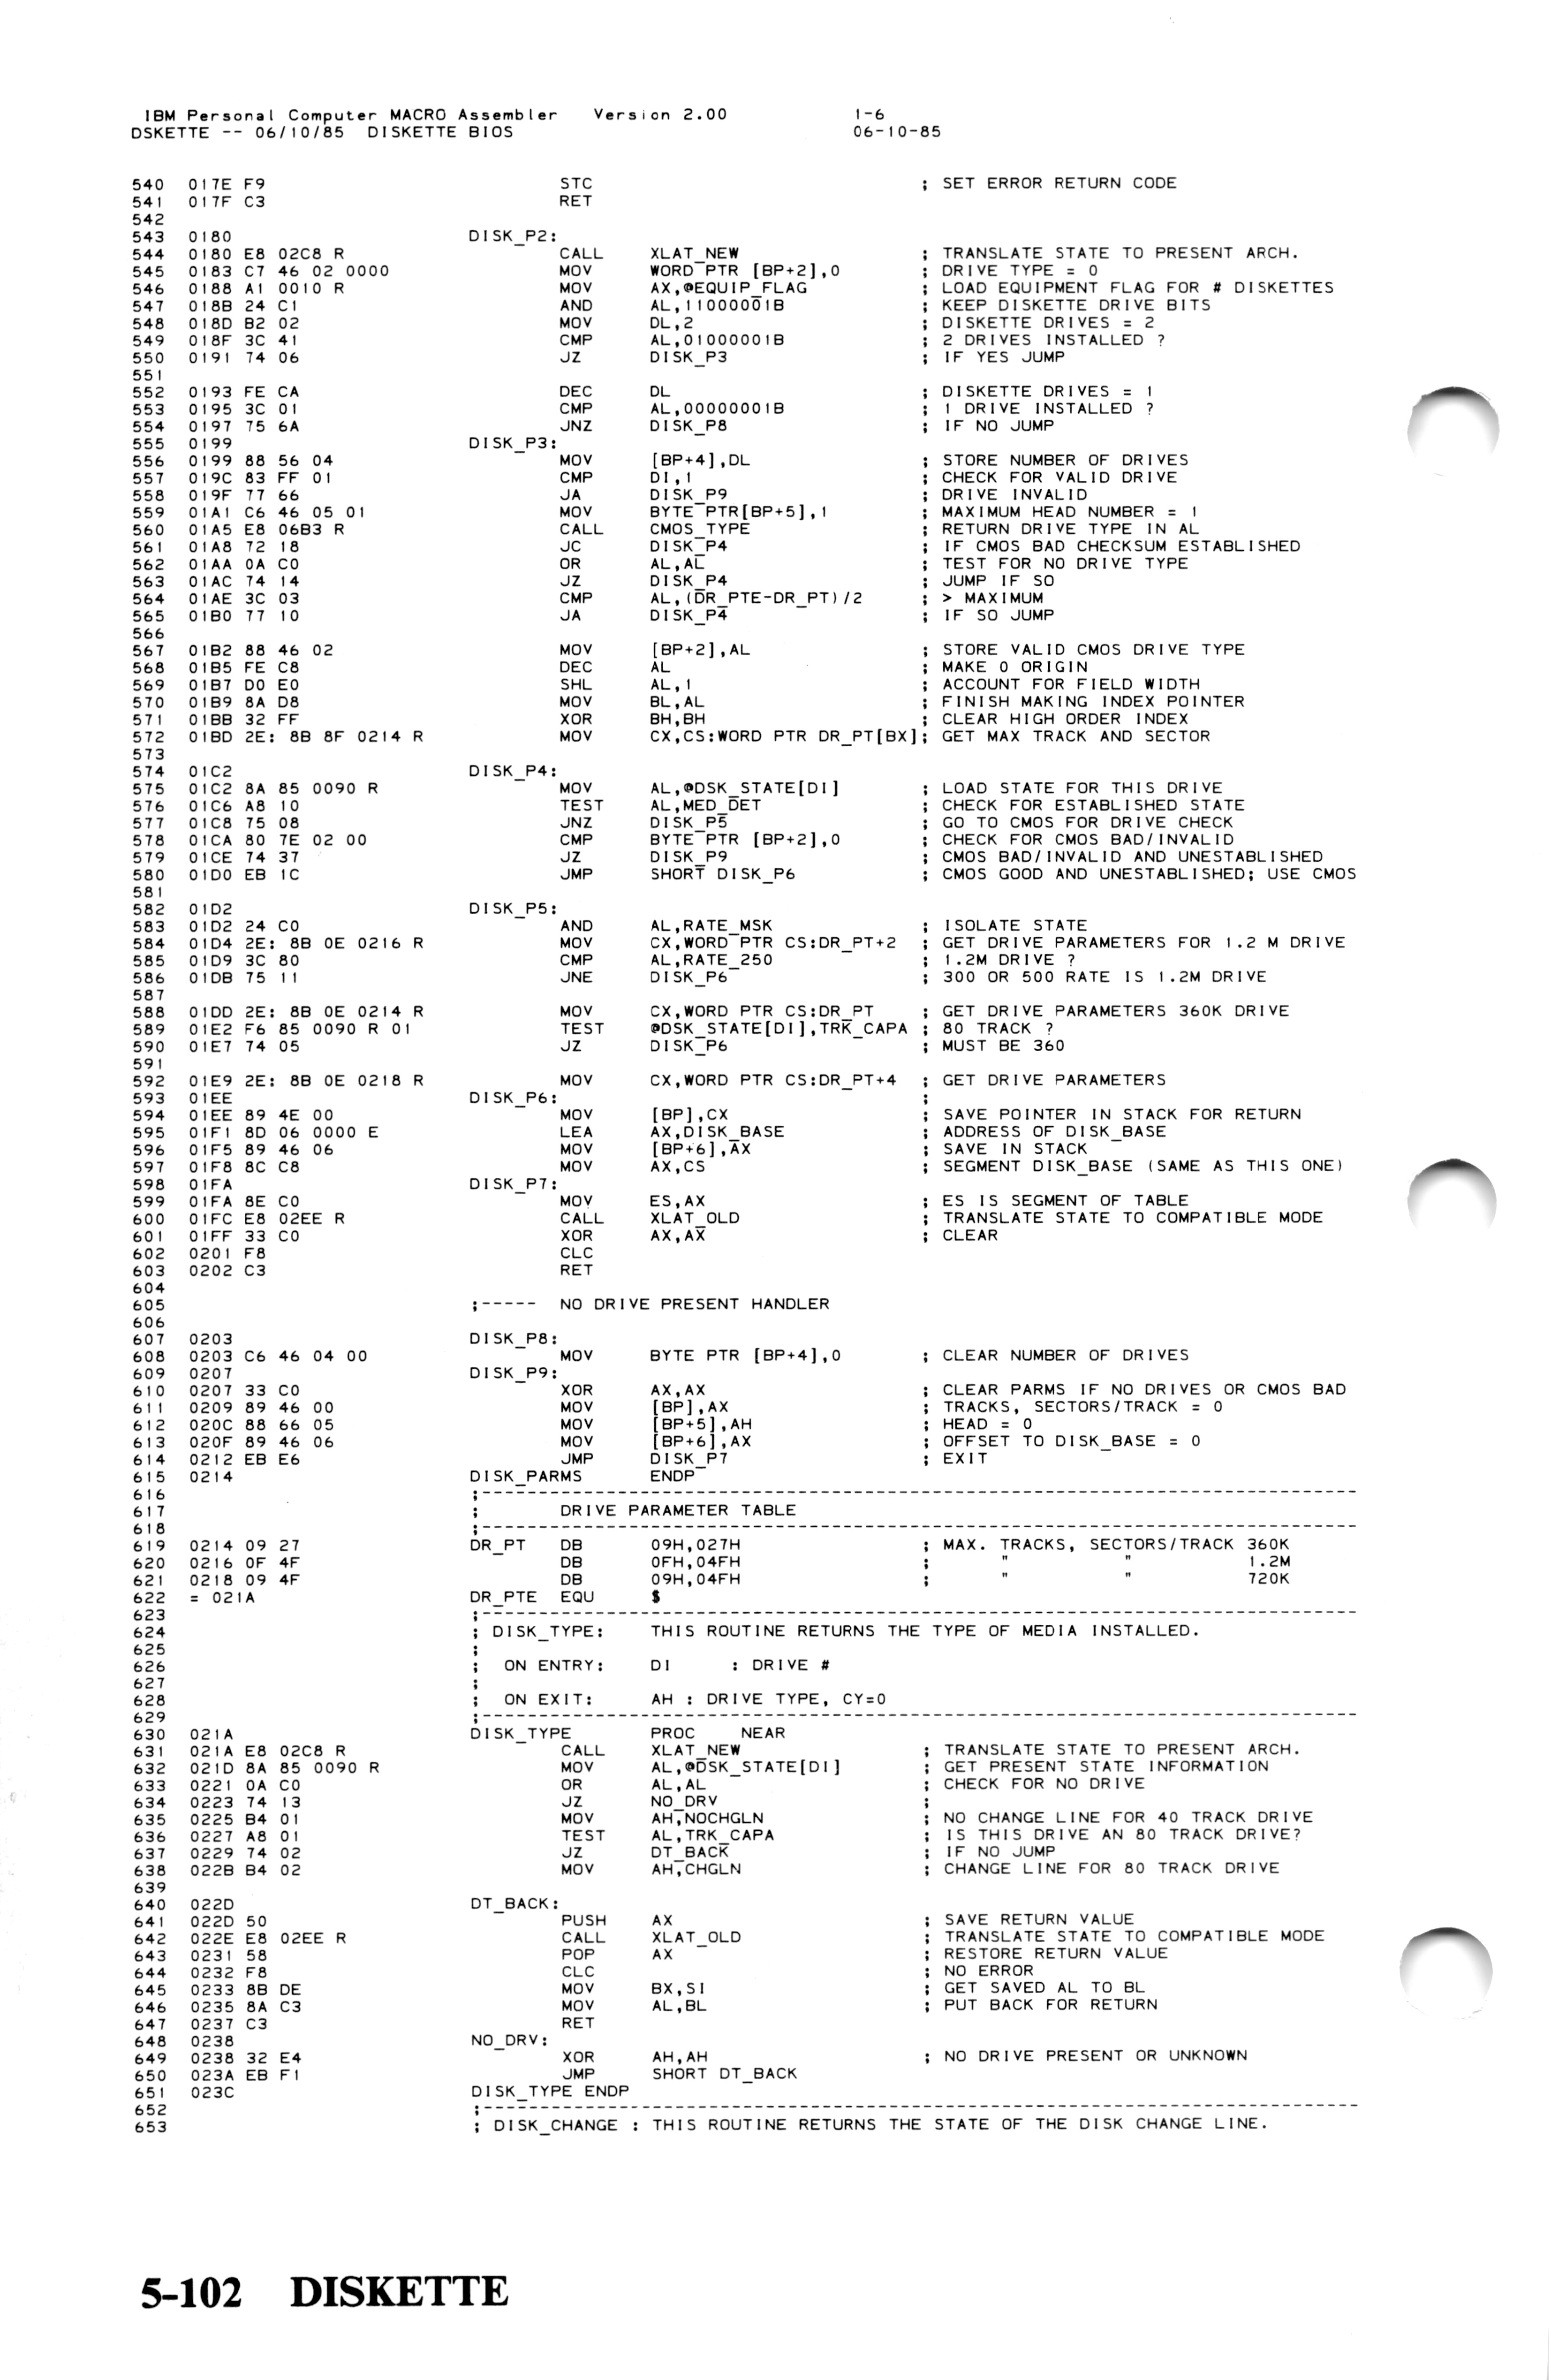 IBM Personal Computer MACRO Assembler   Version 2.00            1-6
DSKETTE -- 06/10/85  DISKETTE BIOS                              06-10-85
540  017E F9                      STC                             ; SET ERROR RETURN CODE
541  017F C3                      RET
542
543  0180                 DISK_P2:
544  0180 E8 02C8 R               CALL    XLAT_NEW                ; TRANSLATE STATE TO PRESENT ARCH.
545  0183 C7 46 02 0000           MOV     WORD PTR [BP+2],0       ; DRIVE TYPE = 0
546  0188 A1 0010 R               MOV     AX,@EQUIP_FLAG          ; LOAD EQUIPMENT FLAG FOR # DISKETTES
547  018B 24 C1                   AND     AL,11000001B            ; KEEP DISKETTE DRIVE BITS
548  018D B2 02                   MOV     DL,2                    ; DISKETTE DRIVES = 2
549  018F 3C 41                   CMP     AL,01000001B            ; 2 DRIVES INSTALLED ?
550  0191 74 06                   JZ      DISK_P3                 ; IF YES JUMP
551
552  0193 FE CA                   DEC     DL                      ; DISKETTE DRIVES = 1
553  0195 3C 01                   CMP     AL,00000001B            ; 1 DRIVE INSTALLED ?
554  0197 75 6A                   JNZ     DISK_P8                 ; IF NO JUMP
555  0199                 DISK_P3:
556  0199 88 56 04                MOV     [BP+4],DL               ; STORE NUMBER OF DRIVES
557  019C 83 FF 01                CMP     DI,1                    ; CHECK FOR VALID DRIVE
558  019F 77 66                   JA      DISK_P9                 ; DRIVE INVALID
559  01A1 C6 46 05 01             MOV     BYTE PTR[BP+5],1        ; MAXIMUM HEAD NUMBER = 1
560  01A5 E8 06B3 R               CALL    CMOS_TYPE               ; RETURN DRIVE TYPE IN AL
561  01A8 72 18                   JC      DISK_P4                 ; IF CMOS BAD CHECKSUM ESTABLISHED
562  01AA 0A C0                   OR      AL,AL                   ; TEST FOR NO DRIVE TYPE
563  01AC 74 14                   JZ      DISK_P4                 ; JUMP IF SO
564  01AE 3C 03                   CMP     AL,(DR_PTE-DR_PT)/2     ; > MAXIMUM
565  01B0 77 10                   JA      DISK_P4                 ; IF SO JUMP
566
567  01B2 88 46 02                MOV     [BP+2],AL               ; STORE VALID CMOS DRIVE TYPE
568  01B5 FE C8                   DEC     AL                      ; MAKE 0 ORIGIN
569  01B7 D0 E0                   SHL     AL,1                    ; ACCOUNT FOR FIELD WIDTH
570  01B9 8A D8                   MOV     BL,AL                   ; FINISH MAKING INDEX POINTER
571  01BB 32 FF                   XOR     BH,BH                   ; CLEAR HIGH ORDER INDEX
572  01BD 2E: 8B 8F 0214 R        MOV     CX,CS:WORD PTR DR_PT[BX]; GET MAX TRACK AND SECTOR
573
574  01C2                 DISK_P4:
575  01C2 8A 85 0090 R            MOV     AL,@DSK_STATE[DI]       ; LOAD STATE FOR THIS DRIVE
576  01C6 A8 10                   TEST    AL,MED_DET              ; CHECK FOR ESTABLISHED STATE
577  01C8 75 08                   JNZ     DISK_P5                 ; GO TO CMOS FOR DRIVE CHECK
578  01CA 80 7E 02 00             CMP     BYTE PTR [BP+2],0       ; CHECK FOR CMOS BAD/INVALID
579  01CE 74 37                   JZ      DISK_P9                 ; CMOS BAD/INVALID AND UNESTABLISHED
580  01D0 EB 1C                   JMP     SHORT DISK_P6           ; CMOS GOOD AND UNESTABLISHED; USE CMOS
581
582  01D2                 DISK_P5:
583  01D2 24 C0                   AND     AL,RATE_MSK             ; ISOLATE STATE
584  01D4 2E: 8B 0E 0216 R        MOV     CX,WORD PTR CS:DR_PT+2  ; GET DRIVE PARAMETERS FOR 1.2 M DRIVE
585  01D9 3C 80                   CMP     AL,RATE_250             ; 1.2M DRIVE ?
586  01DB 75 11                   JNE     DISK_P6                 ; 300 OR 500 RATE IS 1.2M DRIVE
587
588  01DD 2E: 8B 0E 0214 R        MOV     CX,WORD PTR CS:DR_PT    ; GET DRIVE PARAMETERS 360K DRIVE
589  01E2 F6 85 0090 R 01         TEST    @DSK_STATE[DI],TRK_CAPA ; 80 TRACK ?
590  01E7 74 05                   JZ      DISK_P6                 ; MUST BE 360
591
592  01E9 2E: 8B 0E 0218 R        MOV     CX,WORD PTR CS:DR_PT+4  ; GET DRIVE PARAMETERS
593  01EE                 DISK_P6:                                ;
594  01EE 89 4E 00                MOV     [BP],CX                 ; SAVE POINTER IN STACK FOR RETURN
595  01F1 8D 06 0000 E            LEA     AX,DISK_BASE            ; ADDRESS OF DISK_BASE
596  01F5 89 46 06                MOV     [BP+6],AX               ; SAVE IN STACK
597  01F8 8C C8                   MOV     AX,CS                   ; SEGMENT DISK_BASE (SAME AS THIS ONE)
598  01FA                 DISK_P7:
599  01FA 8E C0                   MOV     ES,AX                   ; ES IS SEGMENT OF TABLE
600  01FC E8 02EE R               CALL    XLAT_OLD                ; TRANSLATE STATE TO COMPATIBLE MODE
601  01FF 33 C0                   XOR     AX,AX                   ; CLEAR
602  0201 F8                      CLC
603  0202 C3                      RET
604
605                       ;-----  NO DRIVE PRESENT HANDLER
606
607  0203                 DISK_P8:
608  0203 C6 46 04 00             MOV     BYTE PTR [BP+4],0       ; CLEAR NUMBER OF DRIVES
609  0207                 DISK_P9:
610  0207 33 C0                   XOR     AX,AX                   ; CLEAR PARMS IF NO DRIVES OR CMOS BAD
611  0209 89 46 00                MOV     [BP],AX                 ; TRACKS, SECTORS/TRACK = 0
612  020C 88 66 05                MOV     [BP+5],AH               ; HEAD = 0
613  020F 89 46 06                MOV     [BP+6],AX               ; OFFSET TO DISK_BASE = 0
614  0212 EB E6                   JMP     DISK_P7                 ; EXIT
615  0214                 DISK_PARMS      ENDP
616                       ;------------------------------------------------------------------------------
617                       ;       DRIVE PARAMETER TABLE
618                       ;------------------------------------------------------------------------------
619  0214 09 27           DR_PT   DB      09H,027H                ; MAX. TRACKS, SECTORS/TRACK 360K
620  0216 0F 4F                   DB      0FH,04FH                ;      "          "          1.2M
621  0218 09 4F                   DB      09H,04FH                ;      "          "          720K
622  = 021A               DR_PTE  EQU     $
623                       ;------------------------------------------------------------------------------
624                       ; DISK_TYPE:    THIS ROUTINE RETURNS THE TYPE OF MEDIA INSTALLED.
625                       ;
626                       ;  ON ENTRY:    DI     : DRIVE #
627                       ;
628                       ;  ON EXIT:     AH : DRIVE TYPE, CY=0
629                       ;------------------------------------------------------------------------------
630  021A                 DISK_TYPE       PROC    NEAR
631  021A E8 02C8 R               CALL    XLAT_NEW                ; TRANSLATE STATE TO PRESENT ARCH.
632  021D 8A 85 0090 R            MOV     AL,@DSK_STATE[DI]       ; GET PRESENT STATE INFORMATION
633  0221 0A C0                   OR      AL,AL                   ; CHECK FOR NO DRIVE
634  0223 74 13                   JZ      NO_DRV                  ;
635  0225 B4 01                   MOV     AH,NOCHGLN              ; NO CHANGE LINE FOR 40 TRACK DRIVE
636  0227 A8 01                   TEST    AL,TRK_CAPA             ; IS THIS DRIVE AN 80 TRACK DRIVE?
637  0229 74 02                   JZ      DT_BACK                 ; IF NO JUMP
638  022B B4 02                   MOV     AH,CHGLN                ; CHANGE LINE FOR 80 TRACK DRIVE
639
640  022D                 DT_BACK:
641  022D 50                      PUSH    AX                      ; SAVE RETURN VALUE
642  022E E8 02EE R               CALL    XLAT_OLD                ; TRANSLATE STATE TO COMPATIBLE MODE
643  0231 58                      POP     AX                      ; RESTORE RETURN VALUE
644  0232 F8                      CLC                             ; NO ERROR
645  0233 8B DE                   MOV     BX,SI                   ; GET SAVED AL TO BL
646  0235 8A C3                   MOV     AL,BL                   ; PUT BACK FOR RETURN
647  0237 C3                      RET
648  0238                 NO_DRV:
649  0238 32 E4                   XOR     AH,AH                   ; NO DRIVE PRESENT OR UNKNOWN
650  023A EB F1                   JMP     SHORT DT_BACK
651  023C                 DISK_TYPE ENDP
652                       ;------------------------------------------------------------------------------
653                       ; DISK_CHANGE : THIS ROUTINE RETURNS THE STATE OF THE DISK CHANGE LINE.
5-102   DISKETTE